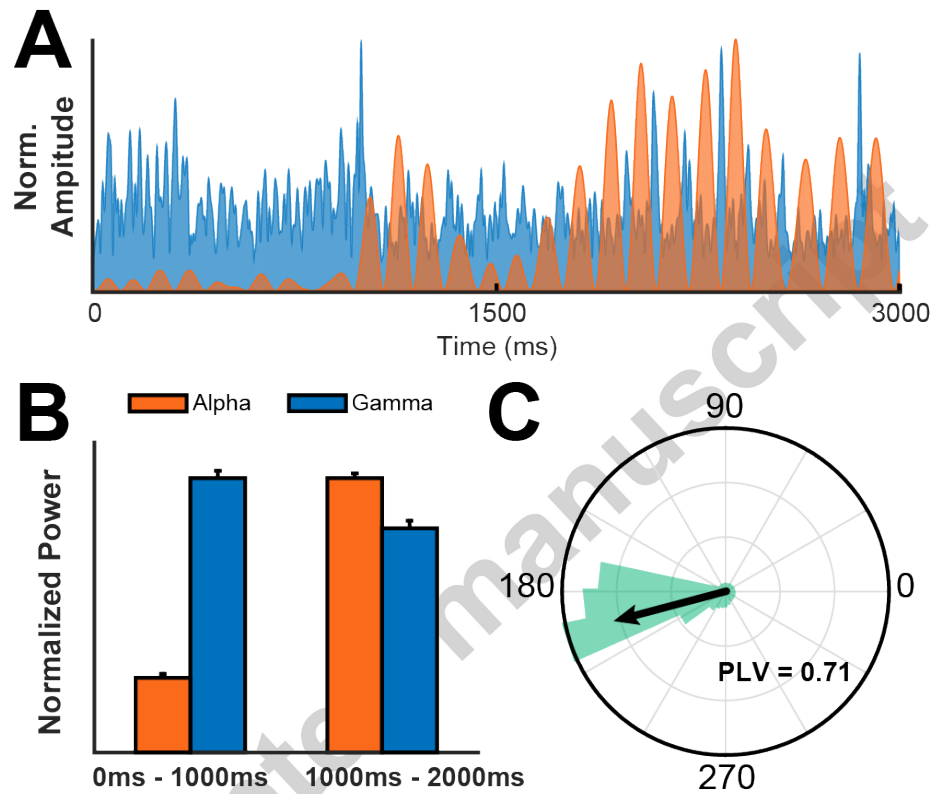 A
Norm.
Ampitude
0
1500
3000
Time (ms)
B
Alpha
Gamma
Normalized Power
0ms - 1000ms
1000ms - 2000ms
C
90
180
0
PLV = 0.71
270
manuscript